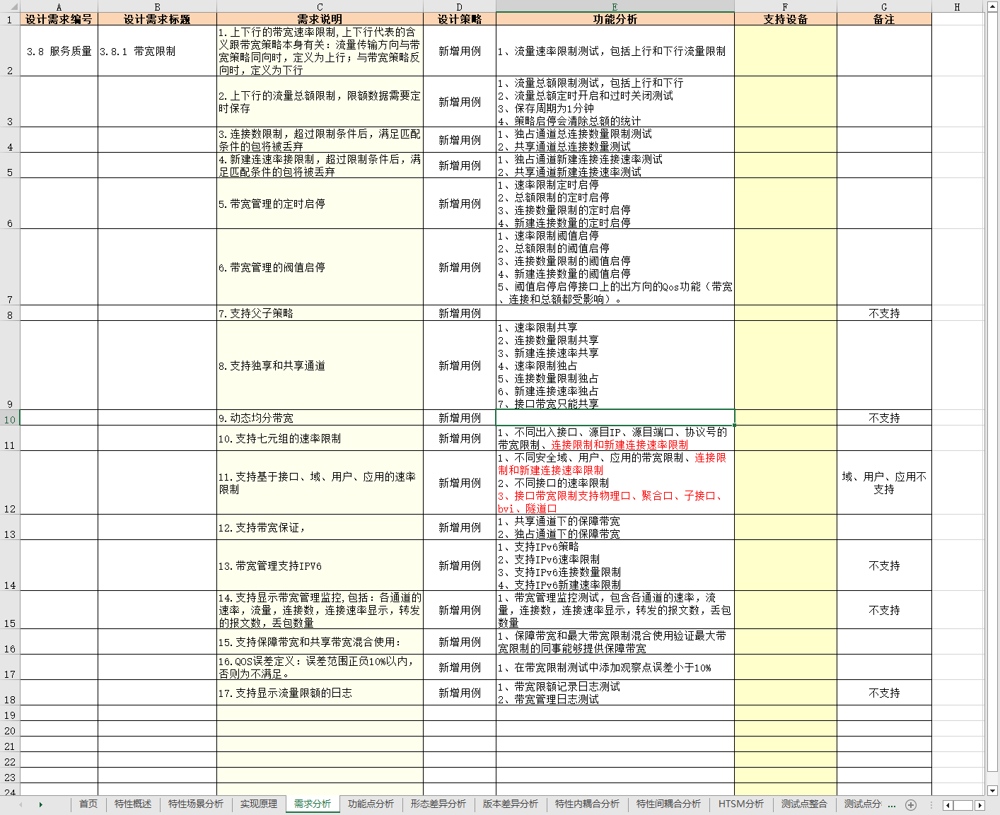 A B C D E F G H
1 设计需求编号 设计需求标题 需求说明 设计策略 功能分析 支持设备 备注
2 3.8 服务质量 3.8.1 带宽限制
1.上下行的带宽速率限制,上下行代表的含
义跟带宽策略本身有关：流量传输方向与带
宽策略同向时，定义为上行；与带宽策略反
向时，定义为下行
新增用例
1、流量速率限制测试，包括上行和下行流量限制
3
2.上下行的流量总额限制，限额数据需要定
时保存
新增用例
1、流量总额限制测试，包括上行和下行
2、流量总额定时开启和过时关闭测试
3、保存周期为1分钟
4、策略启停会清除总额的统计
4
3.连接数限制，超过限制条件后，满足匹配
条件的包将被丢弃
新增用例
1、独占通道总连接数量限制测试
2、共享通道总连接数量测试
5
4.新建连速率接限制，超过限制条件后，满
足匹配条件的包将被丢弃
新增用例
1、独占通道新建连接连接速率测试
2、共享通道新建连接速率测试
6
5.带宽管理的定时启停
新增用例
1、速率限制定时启停
2、总额限制的定时启停
3、连接数量限制的定时启停
4、新建连接数量的定时启停
7
6.带宽管理的阀值启停
新增用例
1、速率限制阈值启停
2、总额限制的阈值启停
3、连接数量限制的阈值启停
4、新建连接数量的阈值启停
5、阈值启停启停接口上的出方向的Qos功能（带宽
、连接和总额都受影响）。
8
7.支持父子策略
新增用例
不支持
9
8.支持独享和共享通道
新增用例
1、速率限制共享
2、连接数量限制共享
3、新建连接速率共享
4、速率限制独占
5、连接数量限制独占
6、新建连接速率独占
7、接口带宽只能共享
10
9.动态均分带宽
新增用例
不支持
11
10.支持七元组的速率限制
新增用例
1、不同出入接口、源目IP、源目端口、协议号的
带宽限制、连接限制和新建连接速率限制
12
11.支持基于接口、域、用户、应用的速率
限制
新增用例
1、不同安全域、用户、应用的带宽限制、连接限
制和新建连接速率限制
2、不同接口的速率限制
3、接口带宽限制支持物理口、聚合口、子接口、
bvi、隧道口
域、用户、应用不
支持
13
12.支持带宽保证，
新增用例
1、共享通道下的保障带宽
2、独占通道下的保障带宽
14
13.带宽管理支持IPV6
新增用例
1、支持IPv6策略
2、支持IPv6速率限制
3、支持IPv6连接数量限制
4、支持IPv6新建速率限制
不支持
15
14.支持显示带宽管理监控,包括：各通道的
速率，流量，连接数，连接速率显示，转发
的报文数，丢包数量
新增用例
1、带宽管理监控测试，包含各通道的速率，流
量，连接数，连接速率显示，转发的报文数，丢包
数量
不支持
16
15.支持保障带宽和共享带宽混合使用：
新增用例
1、保障带宽和最大带宽限制混合使用验证最大带
宽限制的同事能够提供保障带宽
17
16.QOS误差定义：误差范围正负10%以内，
否则为不满足。
新增用例
1、在带宽限制测试中添加观察点误差小于10%
18
17.支持显示流量限额的日志
新增用例
1、带宽限额记录日志测试
2、带宽管理日志测试
不支持
19
20
21
22
23
24
首页 特性概述 特性场景分析 实现原理 需求分析 功能点分析 形态差异分析 版本差异分析 特性内耦合分析 特性间耦合分析 HTSM分析 测试点整合 测试点分 ...